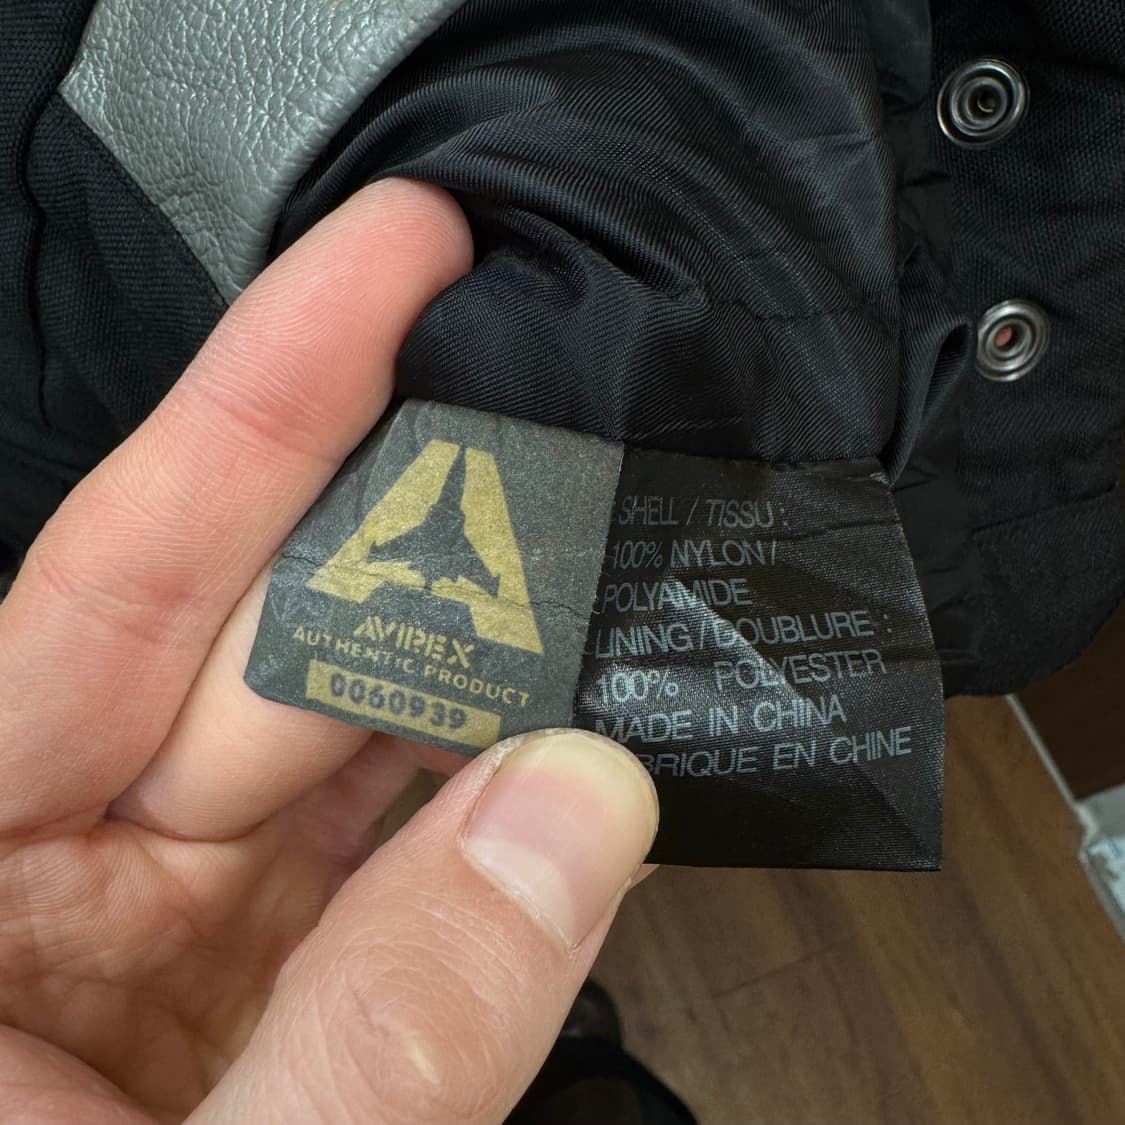 AVIREX
AUTHENTIC PRODUCT
0060939
SHELL / TISSU :
100% NYLON /
POLYAMIDE
LINING / DOUBLURE :
100% POLYESTER
MADE IN CHINA
BRIQUE EN CHINE